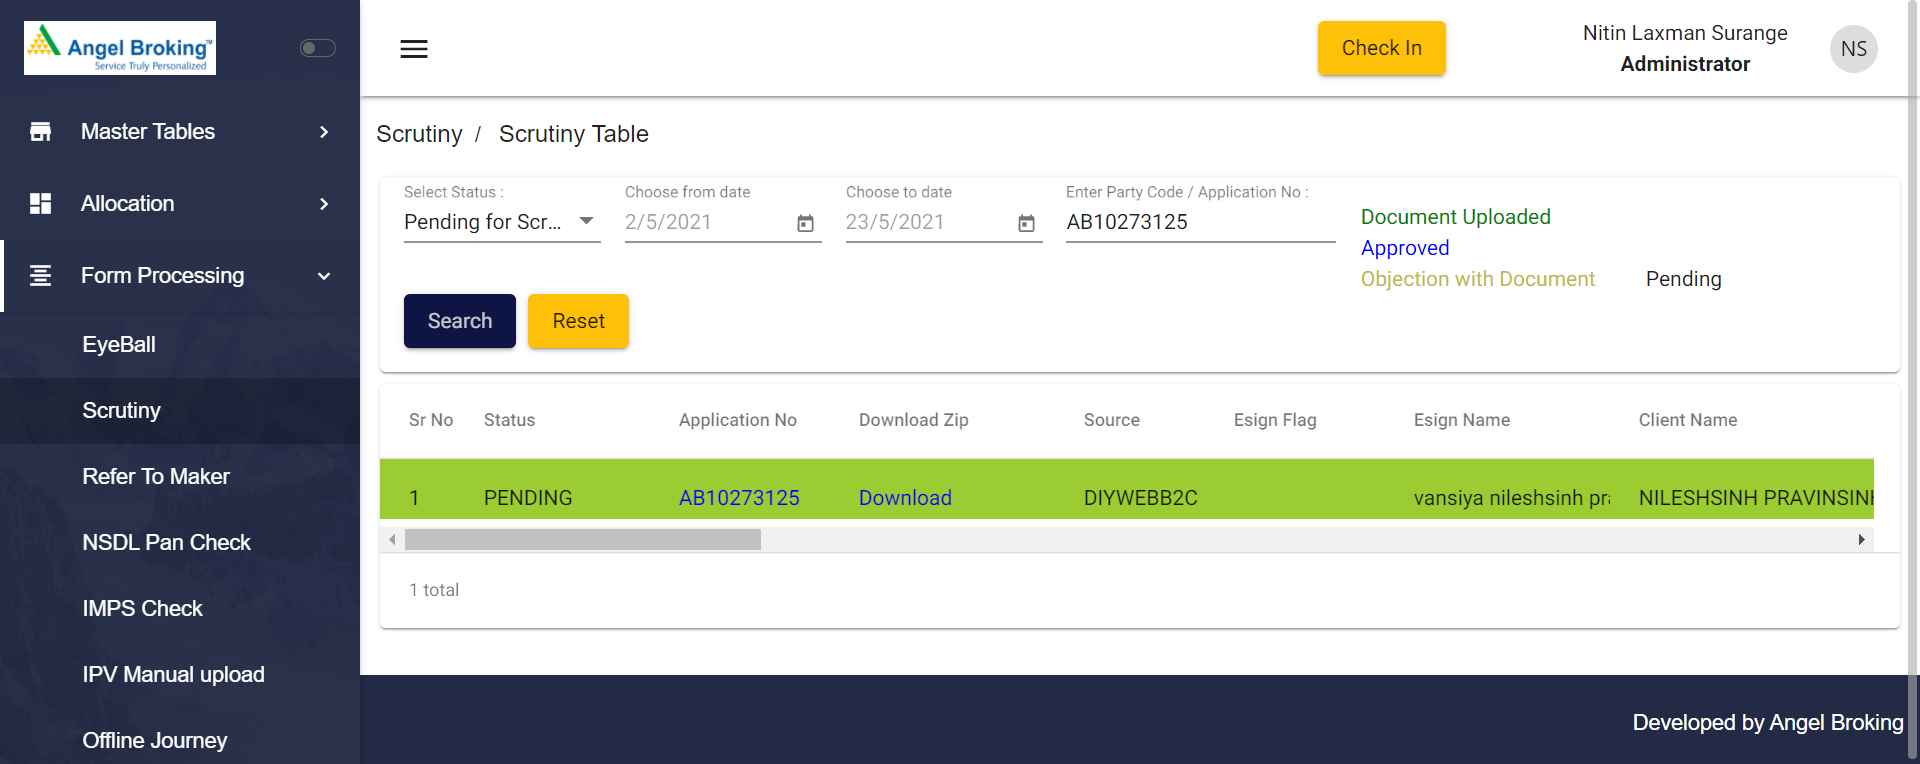 Angel Broking™
Service Truly Personalized
Check In
Nitin Laxman Surange
Administrator
NS
Master Tables
Allocation
Form Processing
EyeBall
Scrutiny
Refer To Maker
NSDL Pan Check
IMPS Check
IPV Manual upload
Offline Journey
Scrutiny / Scrutiny Table
Select Status :
Pending for Scr...
Choose from date
2/5/2021
Choose to date
23/5/2021
Enter Party Code / Application No :
AB10273125
Document Uploaded
Approved
Objection with Document
Pending
Search
Reset
Sr No Status Application No Download Zip Source Esign Flag Esign Name Client Name
1 PENDING AB10273125 Download DIYWEBB2C vansiya nileshsinh NILESHSINH
1 total
Developed by Angel Broking